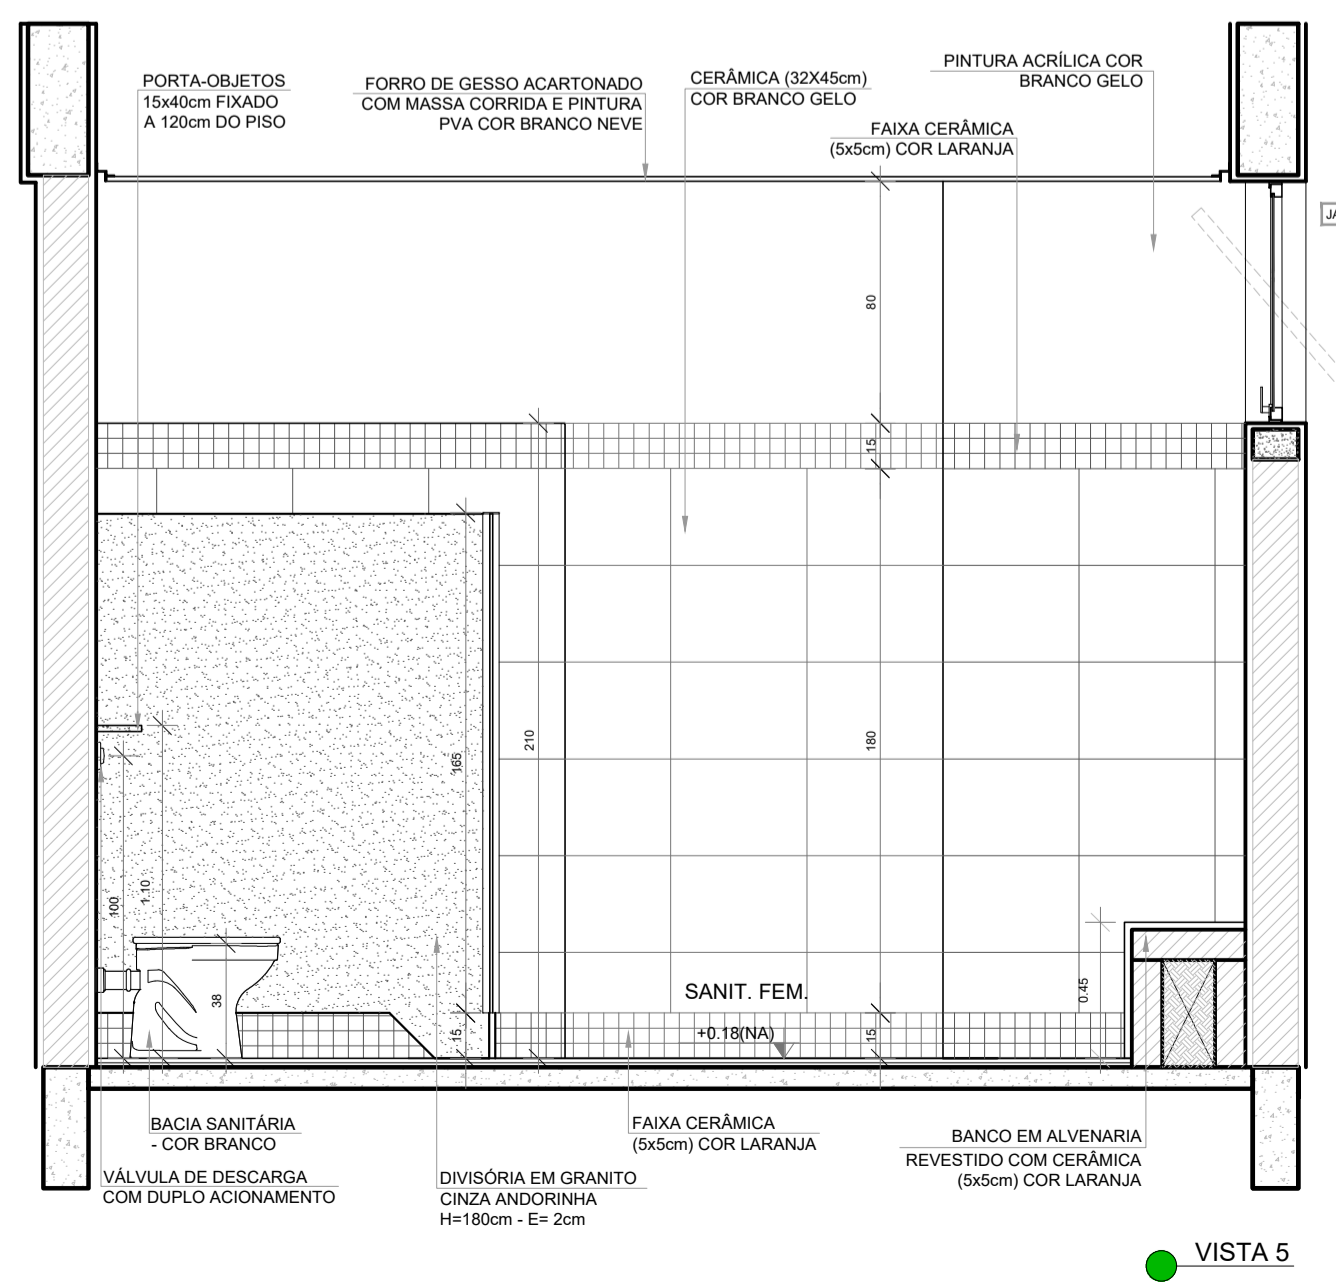 PORTA-OBJETOS
15x40cm FIXADO
A 120cm DO PISO
FORRO DE GESSO ACARTONADO
COM MASSA CORRIDA E PINTURA
PVA COR BRANCO NEVE
CERÂMICA (32X45cm)
COR BRANCO GELO
PINTURA ACRÍLICA COR
BRANCO GELO
FAIXA CERÂMICA
(5x5cm) COR LARANJA
JA
80
15
210
180
165
100
1.10
38
15
0.45
SANIT. FEM.
+0.18(NA)
15
BACIA SANITÁRIA
- COR BRANCO
VÁLVULA DE DESCARGA
COM DUPLO ACIONAMENTO
DIVISÓRIA EM GRANITO
CINZA ANDORINHA
H=180cm - E= 2cm
FAIXA CERÂMICA
(5x5cm) COR LARANJA
BANCO EM ALVENARIA
REVESTIDO COM CERÂMICA
(5x5cm) COR LARANJA
VISTA 5